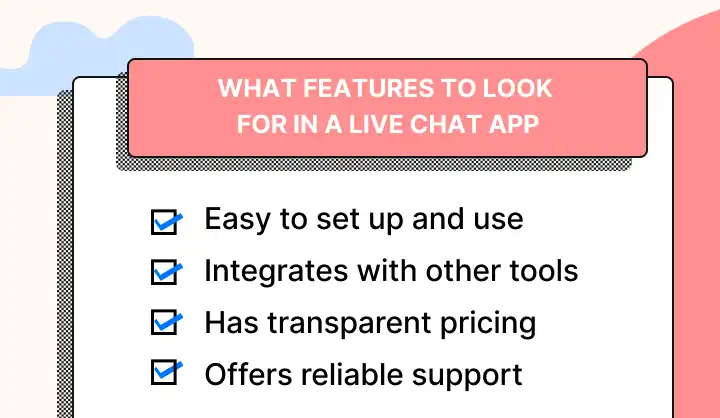 WHAT FEATURES TO LOOK
FOR IN A LIVE CHAT APP
Easy to set up and use
Integrates with other tools
Has transparent pricing
Offers reliable support